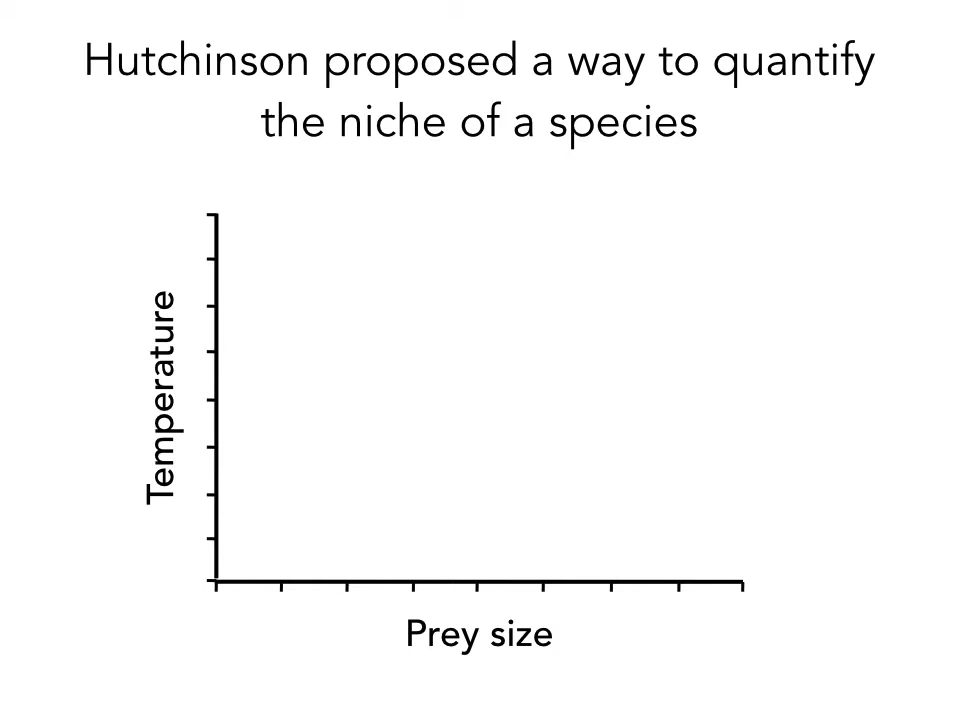 Hutchinson proposed a way to quantify
the niche of a species
Temperature
Prey size